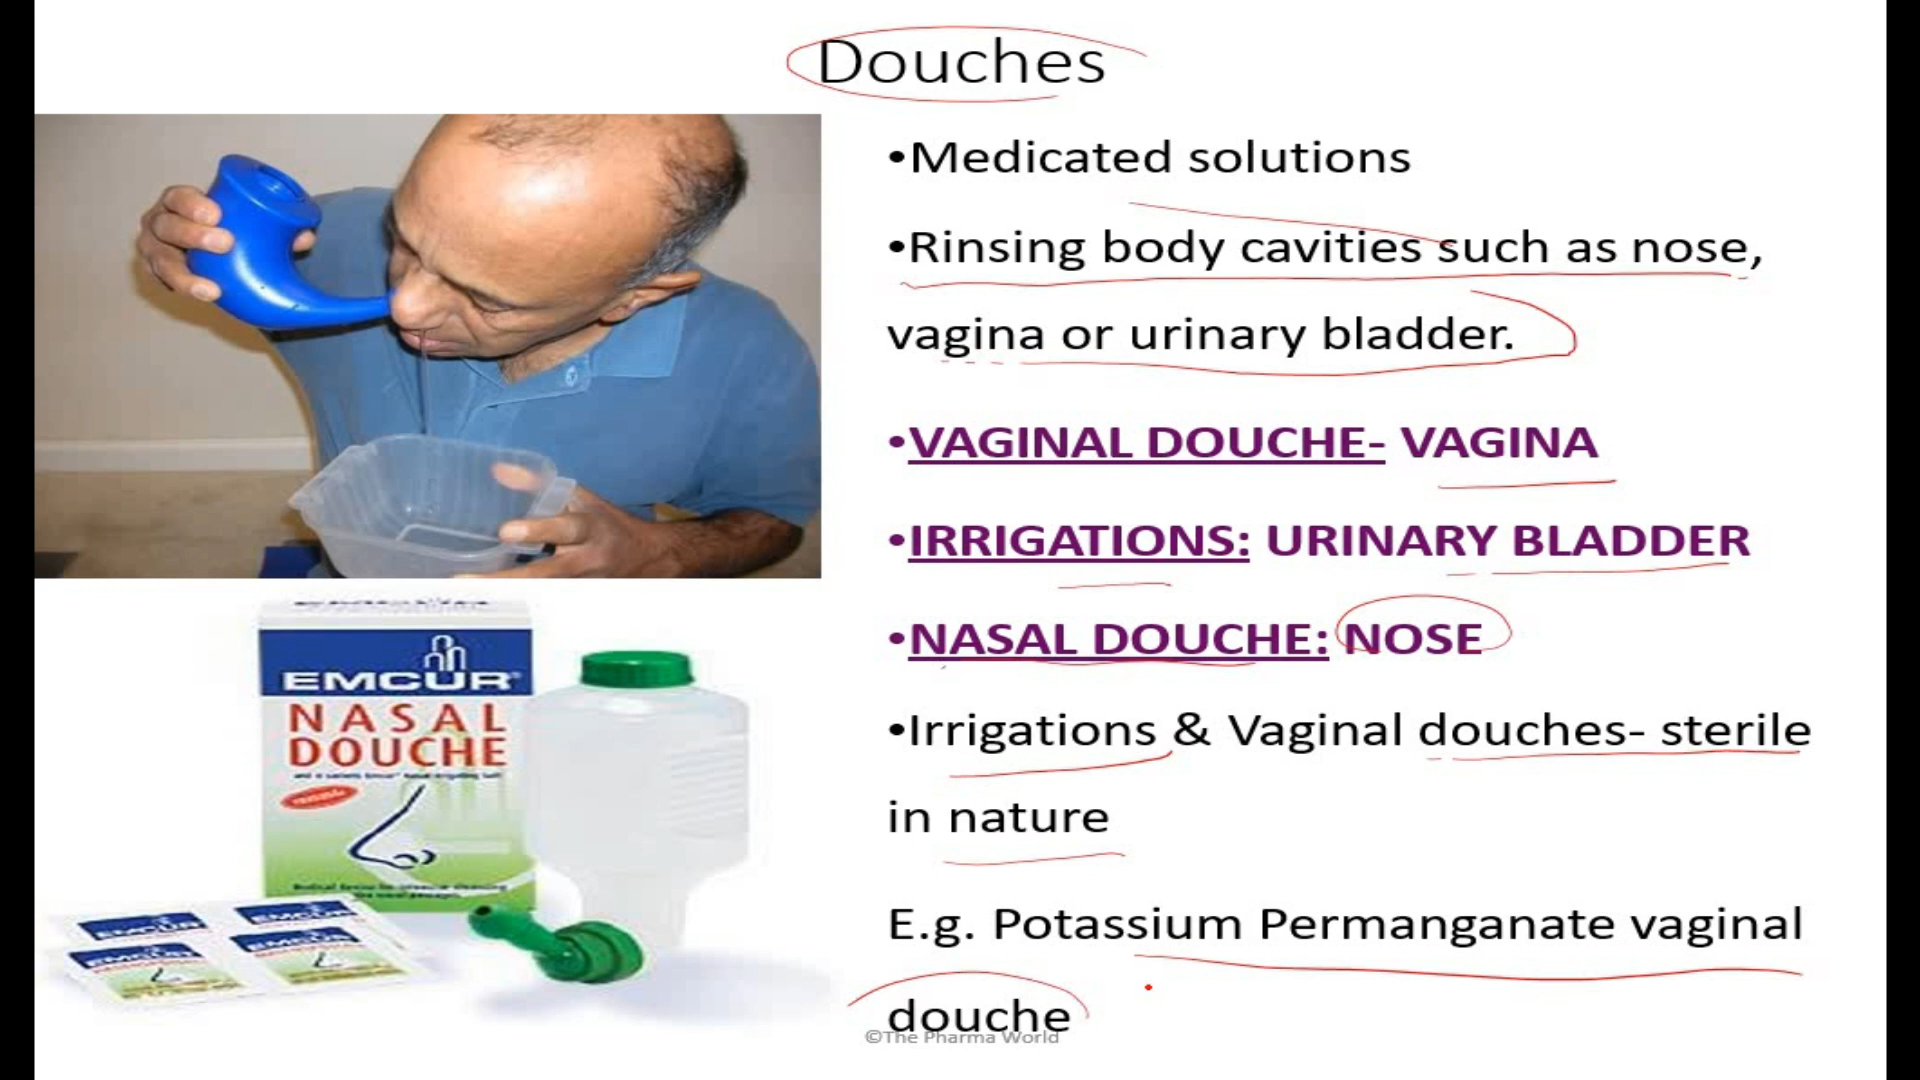 Douches
•Medicated solutions
•Rinsing body cavities such as nose,
vagina or urinary bladder.
•VAGINAL DOUCHE- VAGINA
•IRRIGATIONS: URINARY BLADDER
•NASAL DOUCHE: NOSE
•Irrigations & Vaginal douches- sterile
in nature
E.g. Potassium Permanganate vaginal
douche
©The Pharma World
EMCUR®
NASAL
DOUCHE
EMCUR
EMCUR
EMCUR
EMCUR